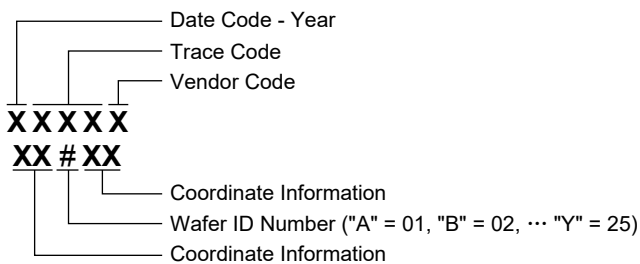 Date Code - Year
Trace Code
Vendor Code
X X X X X
XX # XX
Coordinate Information
Wafer ID Number ("A" = 01, "B" = 02, ··· "Y" = 25)
Coordinate Information